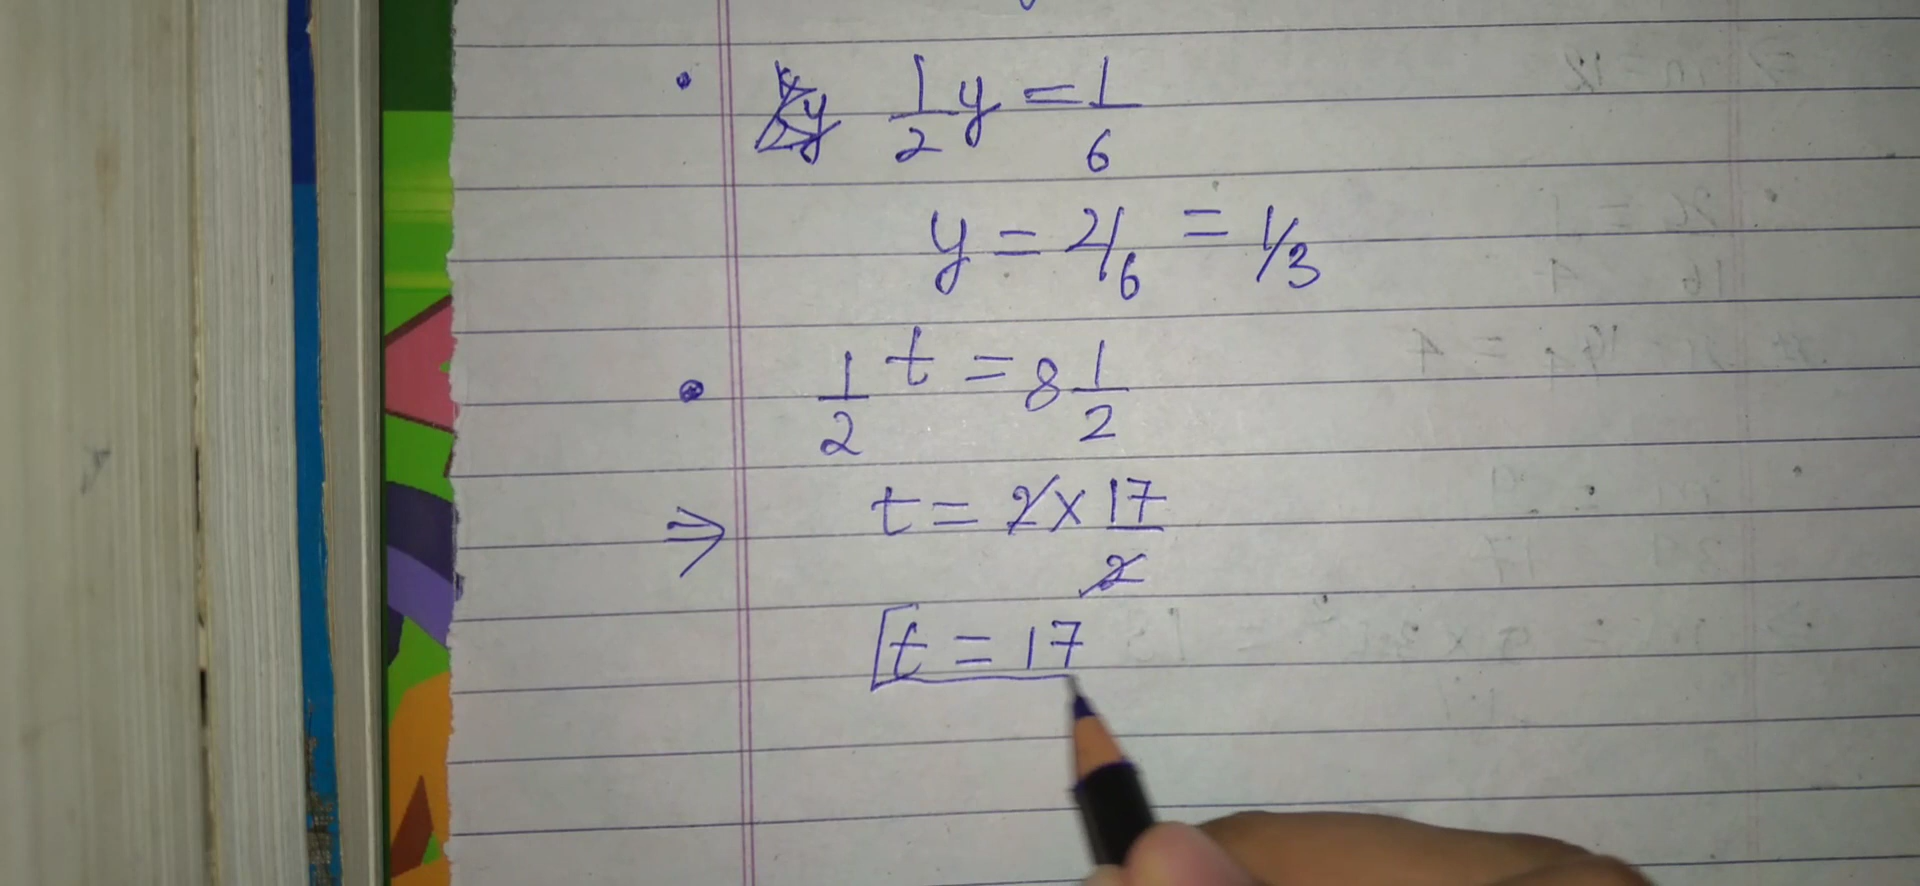 • 1/2 y = 1/6
y = 2/6 = 1/3
• 1/2 t = 8 1/2
⇒ t = 2 × 17/2
t = 17